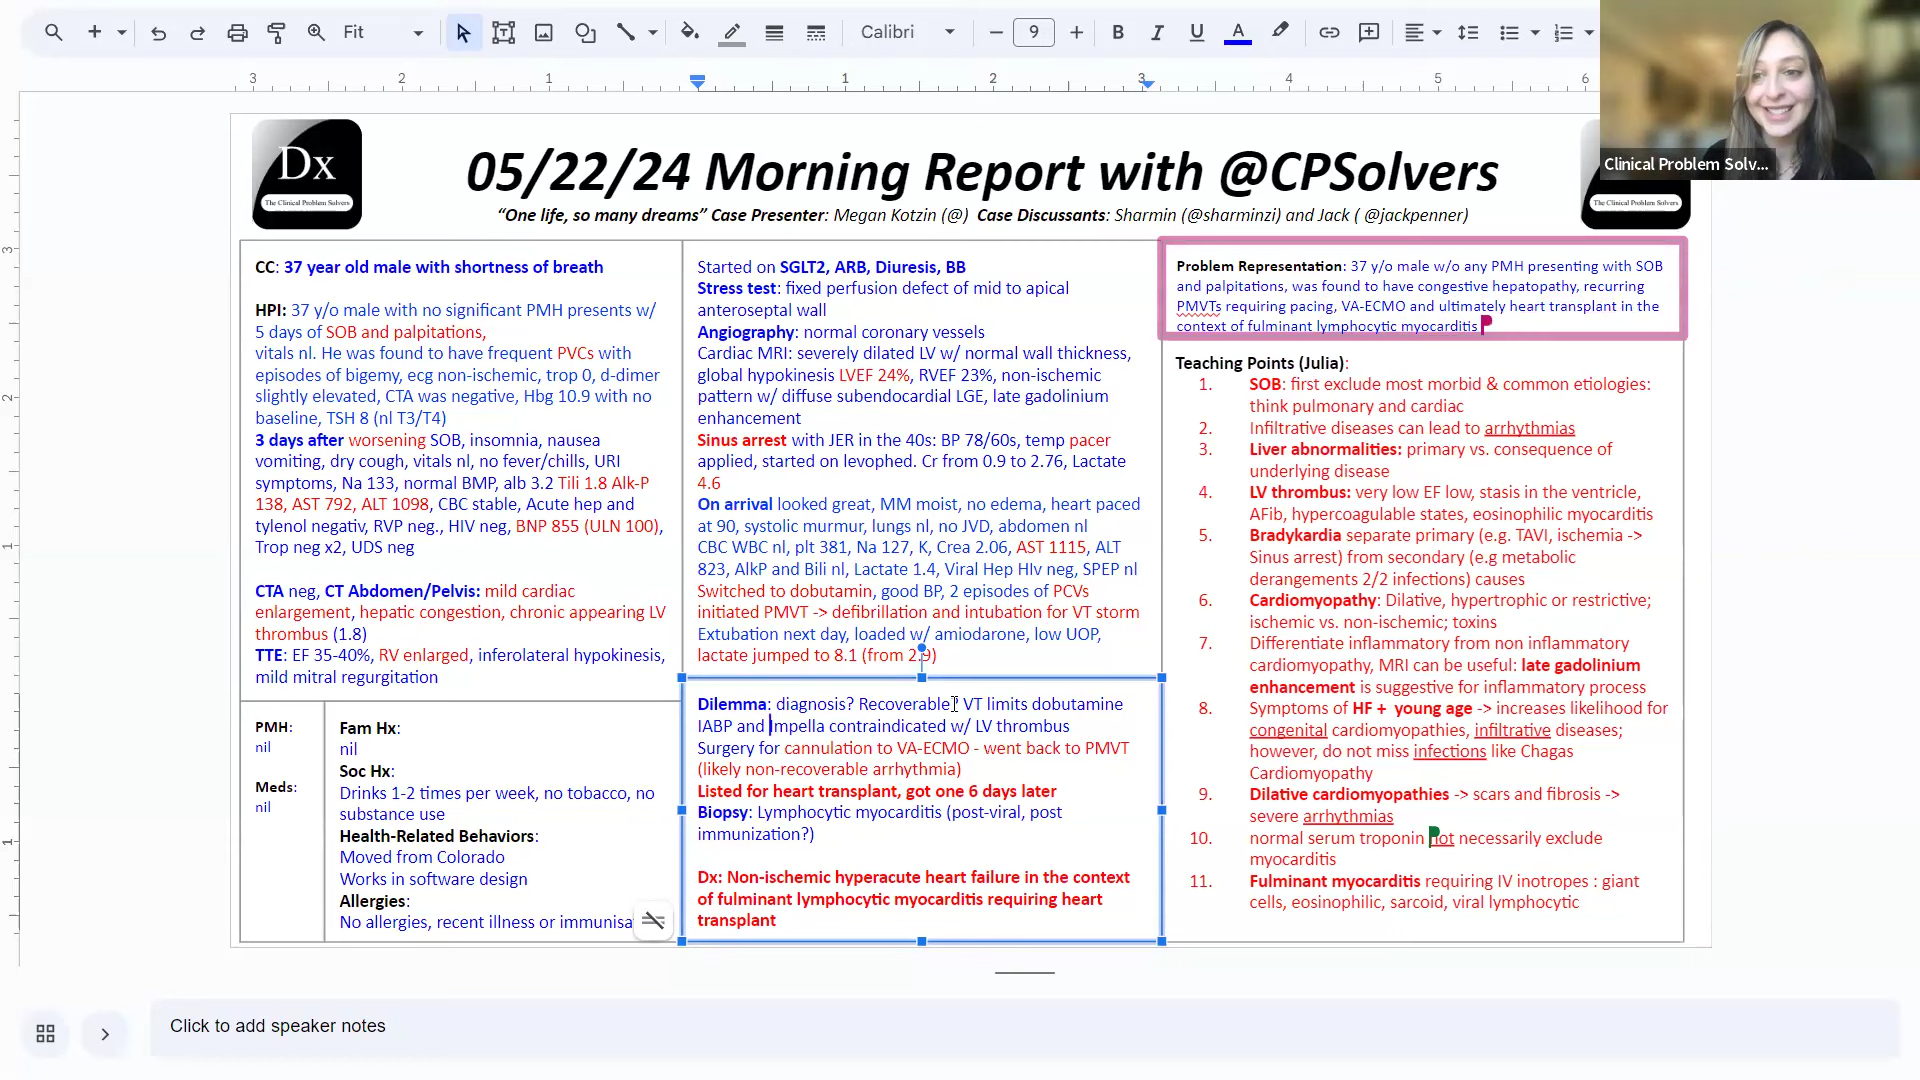 Fit
Calibri
9
3 2 1 1 2 3 4 5 6
Clinical Problem Solv...
Dx
The Clinical Problem Solvers
05/22/24 Morning Report with @CPSolvers
“One life, so many dreams” Case Presenter: Megan Kotzin (@) Case Discussants: Sharmin (@sharminzi) and Jack ( @jackpenner)
The Clinical Problem Solvers
CC: 37 year old male with shortness of breath
HPI: 37 y/o male with no significant PMH presents w/
5 days of SOB and palpitations,
vitals nl. He was found to have frequent PVCs with
episodes of bigemy, ecg non-ischemic, trop 0, d-dimer
slightly elevated, CTA was negative, Hbg 10.9 with no
baseline, TSH 8 (nl T3/T4)
3 days after worsening SOB, insomnia, nausea
vomiting, dry cough, vitals nl, no fever/chills, URI
symptoms, Na 133, normal BMP, alb 3.2 Tili 1.8 Alk-P
138, AST 792, ALT 1098, CBC stable, Acute hep and
tylenol negativ, RVP neg., HIV neg, BNP 855 (ULN 100),
Trop neg x2, UDS neg
CTA neg, CT Abdomen/Pelvis: mild cardiac
enlargement, hepatic congestion, chronic appearing LV
thrombus (1.8)
TTE: EF 35-40%, RV enlarged, inferolateral hypokinesis,
mild mitral regurgitation
PMH:
nil
Meds:
nil
Fam Hx:
nil
Soc Hx:
Drinks 1-2 times per week, no tobacco, no
substance use
Health-Related Behaviors:
Moved from Colorado
Works in software design
Allergies:
No allergies, recent illness or immunisa
Started on SGLT2, ARB, Diuresis, BB
Stress test: fixed perfusion defect of mid to apical
anteroseptal wall
Angiography: normal coronary vessels
Cardiac MRI: severely dilated LV w/ normal wall thickness,
global hypokinesis LVEF 24%, RVEF 23%, non-ischemic
pattern w/ diffuse subendocardial LGE, late gadolinium
enhancement
Sinus arrest with JER in the 40s: BP 78/60s, temp pacer
applied, started on levophed. Cr from 0.9 to 2.76, Lactate
4.6
On arrival looked great, MM moist, no edema, heart paced
at 90, systolic murmur, lungs nl, no JVD, abdomen nl
CBC WBC nl, plt 381, Na 127, K, Crea 2.06, AST 1115, ALT
823, AlkP and Bili nl, Lactate 1.4, Viral Hep HIv neg, SPEP nl
Switched to dobutamin, good BP, 2 episodes of PCVs
initiated PMVT -> defibrillation and intubation for VT storm
Extubation next day, loaded w/ amiodarone, low UOP,
lactate jumped to 8.1 (from 2.9)
Dilemma: diagnosis? Recoverable? VT limits dobutamine
IABP and Impella contraindicated w/ LV thrombus
Surgery for cannulation to VA-ECMO - went back to PMVT
(likely non-recoverable arrhythmia)
Listed for heart transplant, got one 6 days later
Biopsy: Lymphocytic myocarditis (post-viral, post
immunization?)
Dx: Non-ischemic hyperacute heart failure in the context
of fulminant lymphocytic myocarditis requiring heart
transplant
Problem Representation: 37 y/o male w/o any PMH presenting with SOB
and palpitations, was found to have congestive hepatopathy, recurring
PMVTs requiring pacing, VA-ECMO and ultimately heart transplant in the
context of fulminant lymphocytic myocarditis
Teaching Points (Julia):
1. SOB: first exclude most morbid & common etiologies:
think pulmonary and cardiac
2. Infiltrative diseases can lead to arrhythmias
3. Liver abnormalities: primary vs. consequence of
underlying disease
4. LV thrombus: very low EF low, stasis in the ventricle,
AFib, hypercoagulable states, eosinophilic myocarditis
5. Bradykardia separate primary (e.g. TAVI, ischemia ->
Sinus arrest) from secondary (e.g metabolic
derangements 2/2 infections) causes
6. Cardiomyopathy: Dilative, hypertrophic or restrictive;
ischemic vs. non-ischemic; toxins
7. Differentiate inflammatory from non inflammatory
cardiomyopathy, MRI can be useful: late gadolinium
enhancement is suggestive for inflammatory process
8. Symptoms of HF + young age -> increases likelihood for
congenital cardiomyopathies, infiltrative diseases;
however, do not miss infections like Chagas
Cardiomyopathy
9. Dilative cardiomyopathies -> scars and fibrosis ->
severe arrhythmias
10. normal serum troponin not necessarily exclude
myocarditis
11. Fulminant myocarditis requiring IV inotropes : giant
cells, eosinophilic, sarcoid, viral lymphocytic
Click to add speaker notes